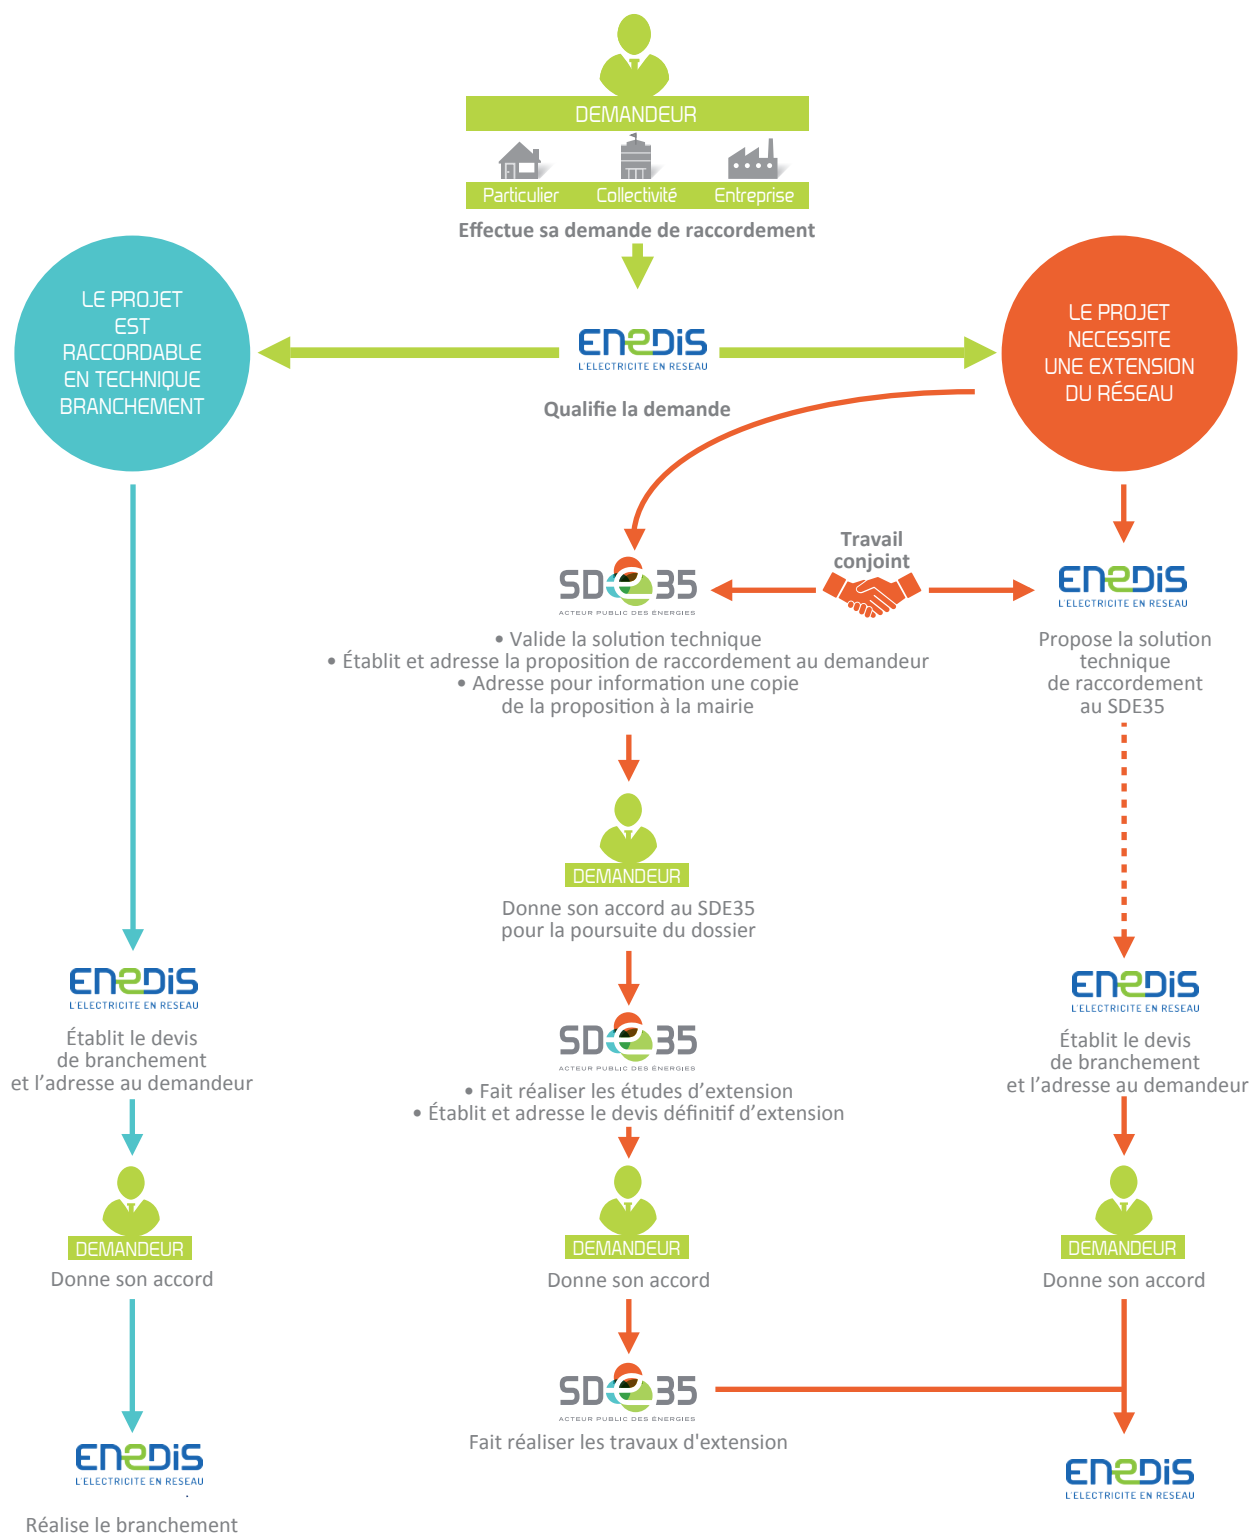 DEMANDEUR
Particulier
Collectivité
Entreprise
Effectue sa demande de raccordement
LE PROJET
EST
RACCORDABLE
EN TECHNIQUE
BRANCHEMENT
ENEDIS
L'ELECTRICITE EN RESEAU
Qualifie la demande
LE PROJET
NECESSITE
UNE EXTENSION
DU RÉSEAU
SDE35
ACTEUR PUBLIC DES ÉNERGIES
• Valide la solution technique
• Établit et adresse la proposition de raccordement au demandeur
• Adresse pour information une copie
de la proposition à la mairie
Travail
conjoint
ENEDIS
L'ELECTRICITE EN RESEAU
Propose la solution
technique
de raccordement
au SDE35
DEMANDEUR
Donne son accord au SDE35
pour la poursuite du dossier
ENEDIS
L'ELECTRICITE EN RESEAU
Établit le devis
de branchement
et l'adresse au demandeur
SDE35
ACTEUR PUBLIC DES ÉNERGIES
• Fait réaliser les études d'extension
• Établit et adresse le devis définitif d'extension
ENEDIS
L'ELECTRICITE EN RESEAU
Établit le devis
de branchement
et l'adresse au demandeur
DEMANDEUR
Donne son accord
DEMANDEUR
Donne son accord
DEMANDEUR
Donne son accord
ENEDIS
L'ELECTRICITE EN RESEAU
Réalise le branchement
SDE35
ACTEUR PUBLIC DES ÉNERGIES
Fait réaliser les travaux d'extension
ENEDIS
L'ELECTRICITE EN RESEAU